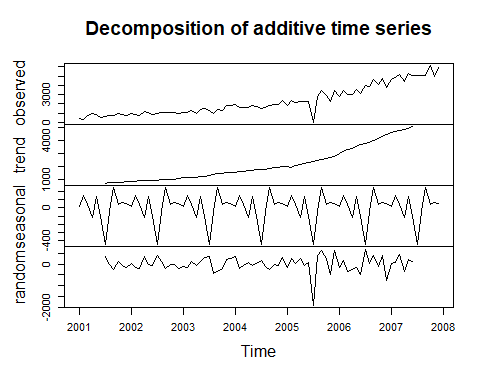 Decomposition of additive time series
observed
0 3000
trend
1000 4000
seasonal
-400 0
random
-2000 0
2001 2002 2003 2004 2005 2006 2007 2008
Time